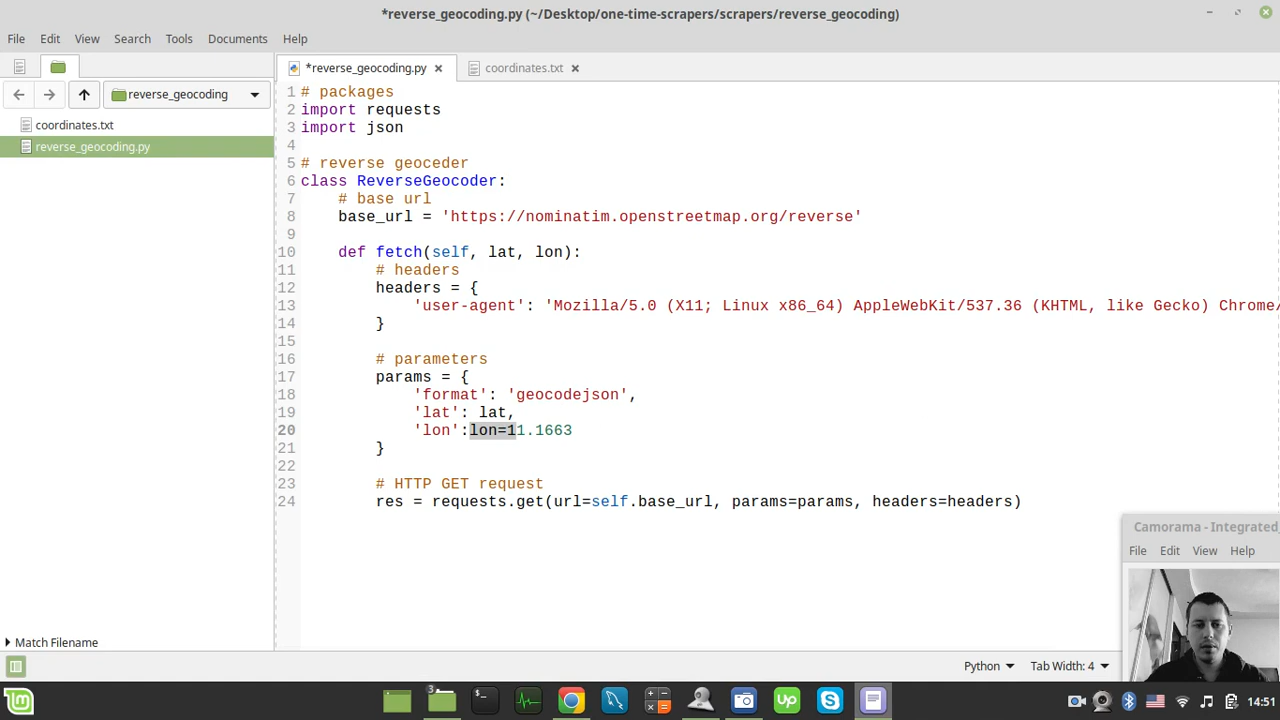 *reverse_geocoding.py (~/Desktop/one-time-scrapers/scrapers/reverse_geocoding)
File Edit View Search Tools Documents Help
*reverse_geocoding.py × coordinates.txt ×
reverse_geocoding
coordinates.txt
reverse_geocoding.py
1 # packages
2 import requests
3 import json
4
5 # reverse geoceder
6 class ReverseGeocoder:
7     # base url
8     base_url = 'https://nominatim.openstreetmap.org/reverse'
9
10     def fetch(self, lat, lon):
11         # headers
12         headers = {
13             'user-agent': 'Mozilla/5.0 (X11; Linux x86_64) AppleWebKit/537.36 (KHTML, like Gecko) Chrome/
14         }
15
16         # parameters
17         params = {
18             'format': 'geocodejson',
19             'lat': lat,
20             'lon':lon=11.1663
21         }
22
23         # HTTP GET request
24         res = requests.get(url=self.base_url, params=params, headers=headers)
Camorama - Integrated_
File Edit View Help
Match Filename
Python Tab Width: 4
3
>_
Up
14:51